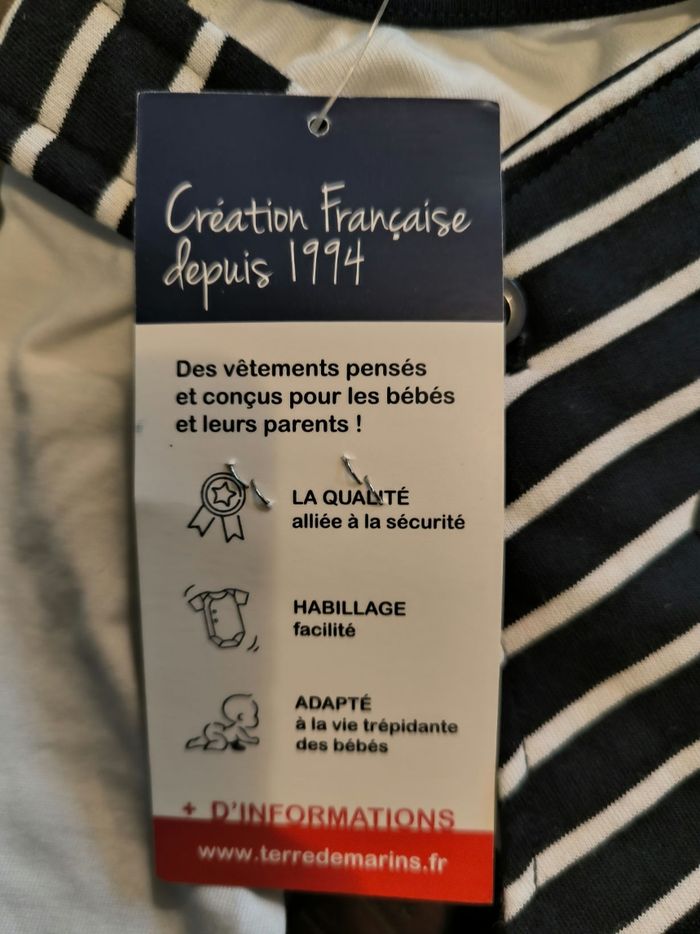 Création Française
depuis 1994
Des vêtements pensés
et conçus pour les bébés
et leurs parents !
LA QUALITÉ
alliée à la sécurité
HABILLAGE
facilité
ADAPTÉ
à la vie trépidante
des bébés
+ D'INFORMATIONS
www.terredemarins.fr